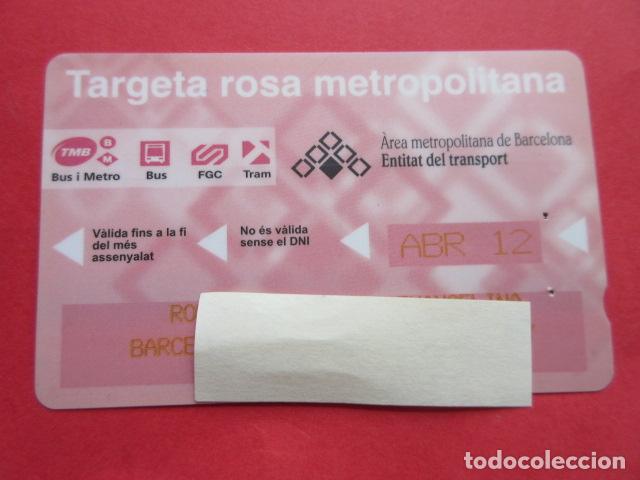 Targeta rosa metropolitana
TMB B M
Bus i Metro Bus FGC Tram
Àrea metropolitana de Barcelona
Entitat del transport
Vàlida fins a la fi
del més
assenyalat
No és vàlida
sense el DNI
ABR 12
todocoleccion